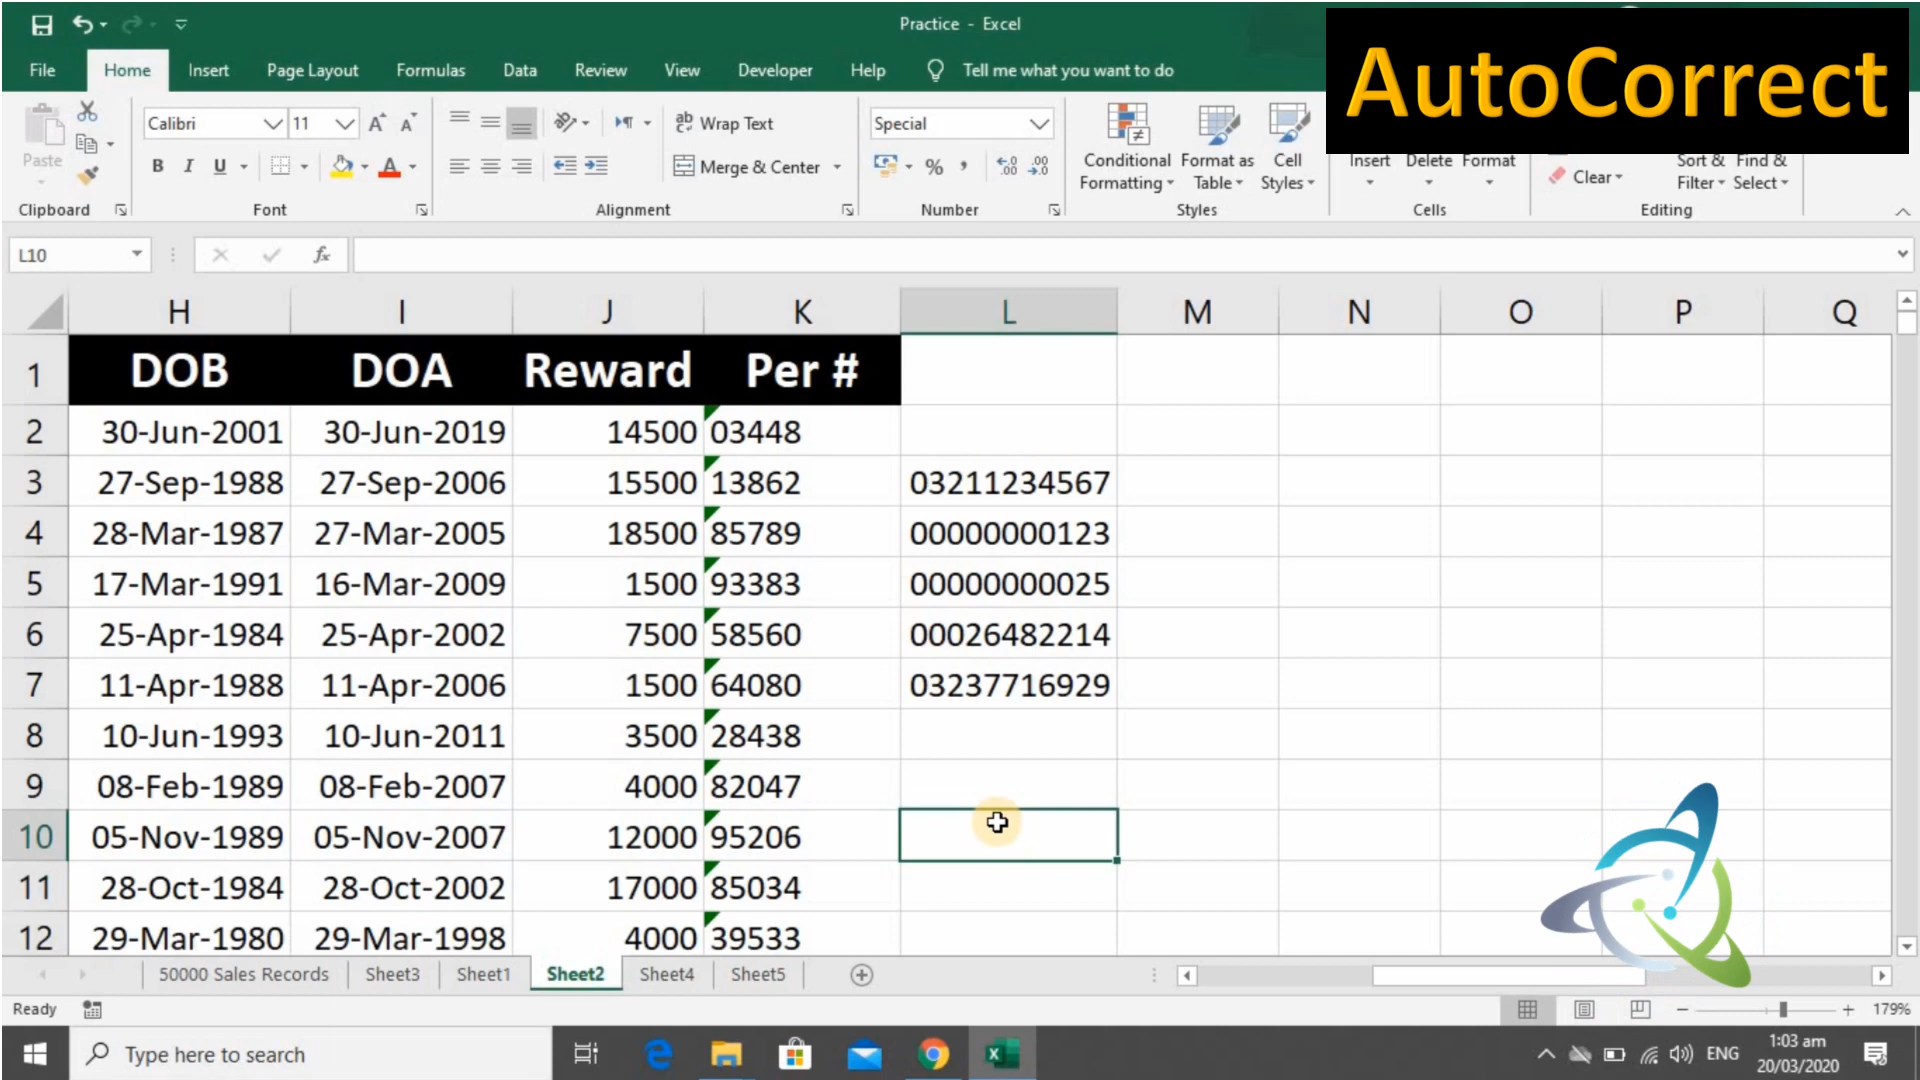 Practice - Excel
AutoCorrect
File Home Insert Page Layout Formulas Data Review View Developer Help Tell me what you want to do
Paste
Clipboard
Calibri 11
B I U
Font
Wrap Text
Merge & Center
Alignment
Special
%
Number
Conditional Formatting
Format as Table
Cell Styles
Styles
Insert Delete Format
Cells
Clear
Sort & Filter
Find & Select
Editing
L10
fx
H I J K L M N O P Q
1 DOB DOA Reward Per #
2 30-Jun-2001 30-Jun-2019 14500 03448
3 27-Sep-1988 27-Sep-2006 15500 13862 03211234567
4 28-Mar-1987 27-Mar-2005 18500 85789 00000000123
5 17-Mar-1991 16-Mar-2009 1500 93383 00000000025
6 25-Apr-1984 25-Apr-2002 7500 58560 00026482214
7 11-Apr-1988 11-Apr-2006 1500 64080 03237716929
8 10-Jun-1993 10-Jun-2011 3500 28438
9 08-Feb-1989 08-Feb-2007 4000 82047
10 05-Nov-1989 05-Nov-2007 12000 95206
11 28-Oct-1984 28-Oct-2002 17000 85034
12 29-Mar-1980 29-Mar-1998 4000 39533
50000 Sales Records Sheet3 Sheet1 Sheet2 Sheet4 Sheet5
Ready
179%
Type here to search
ENG
1:03 am
20/03/2020